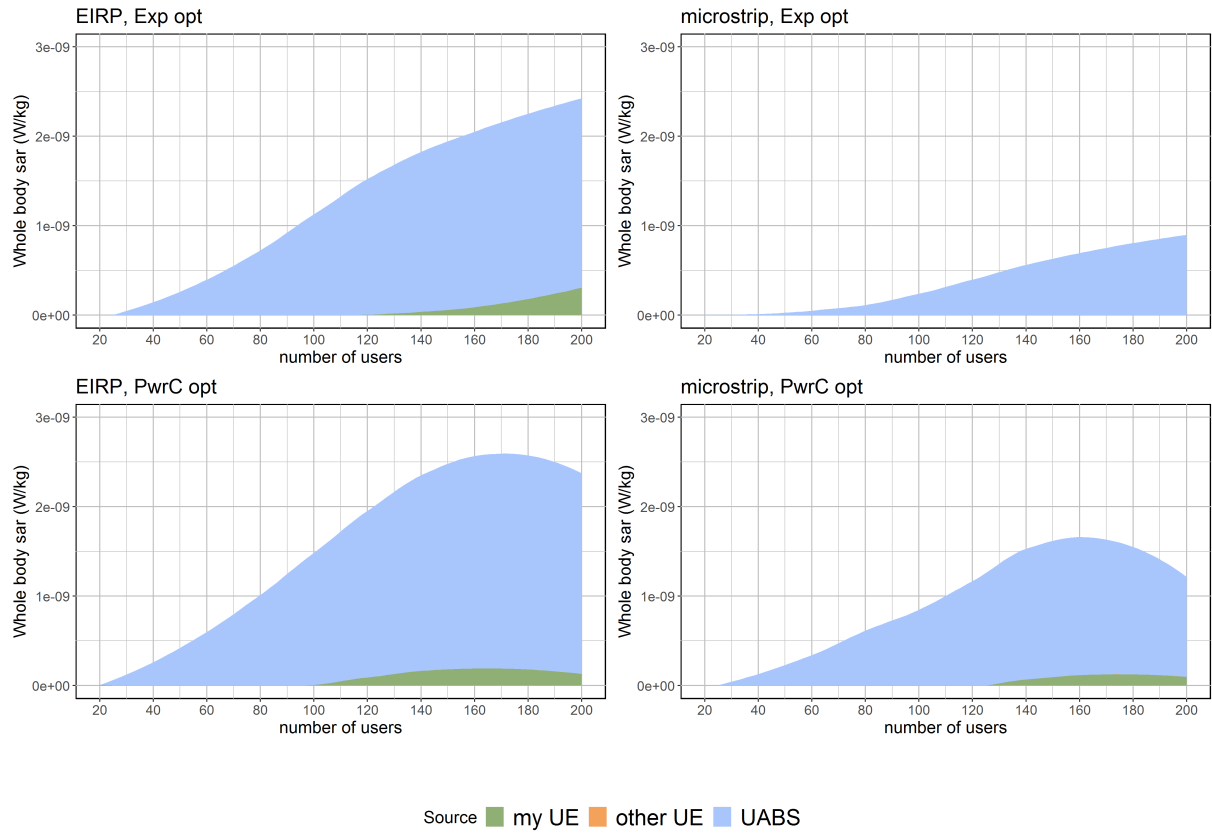 EIRP, Exp opt
Whole body sar (W/kg)
3e-09
2e-09
1e-09
0e+00
20 40 60 80 100 120 140 160 180 200
number of users
microstrip, Exp opt
Whole body sar (W/kg)
3e-09
2e-09
1e-09
0e+00
20 40 60 80 100 120 140 160 180 200
number of users
EIRP, PwrC opt
Whole body sar (W/kg)
3e-09
2e-09
1e-09
0e+00
20 40 60 80 100 120 140 160 180 200
number of users
microstrip, PwrC opt
Whole body sar (W/kg)
3e-09
2e-09
1e-09
0e+00
20 40 60 80 100 120 140 160 180 200
number of users
Source my UE other UE UABS